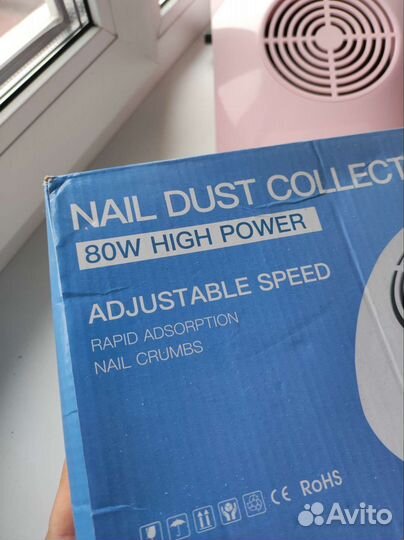 NAIL DUST COLLECT
80W HIGH POWER
ADJUSTABLE SPEED
RAPID ADSORPTION
NAIL CRUMBS
CE RoHS
Avito